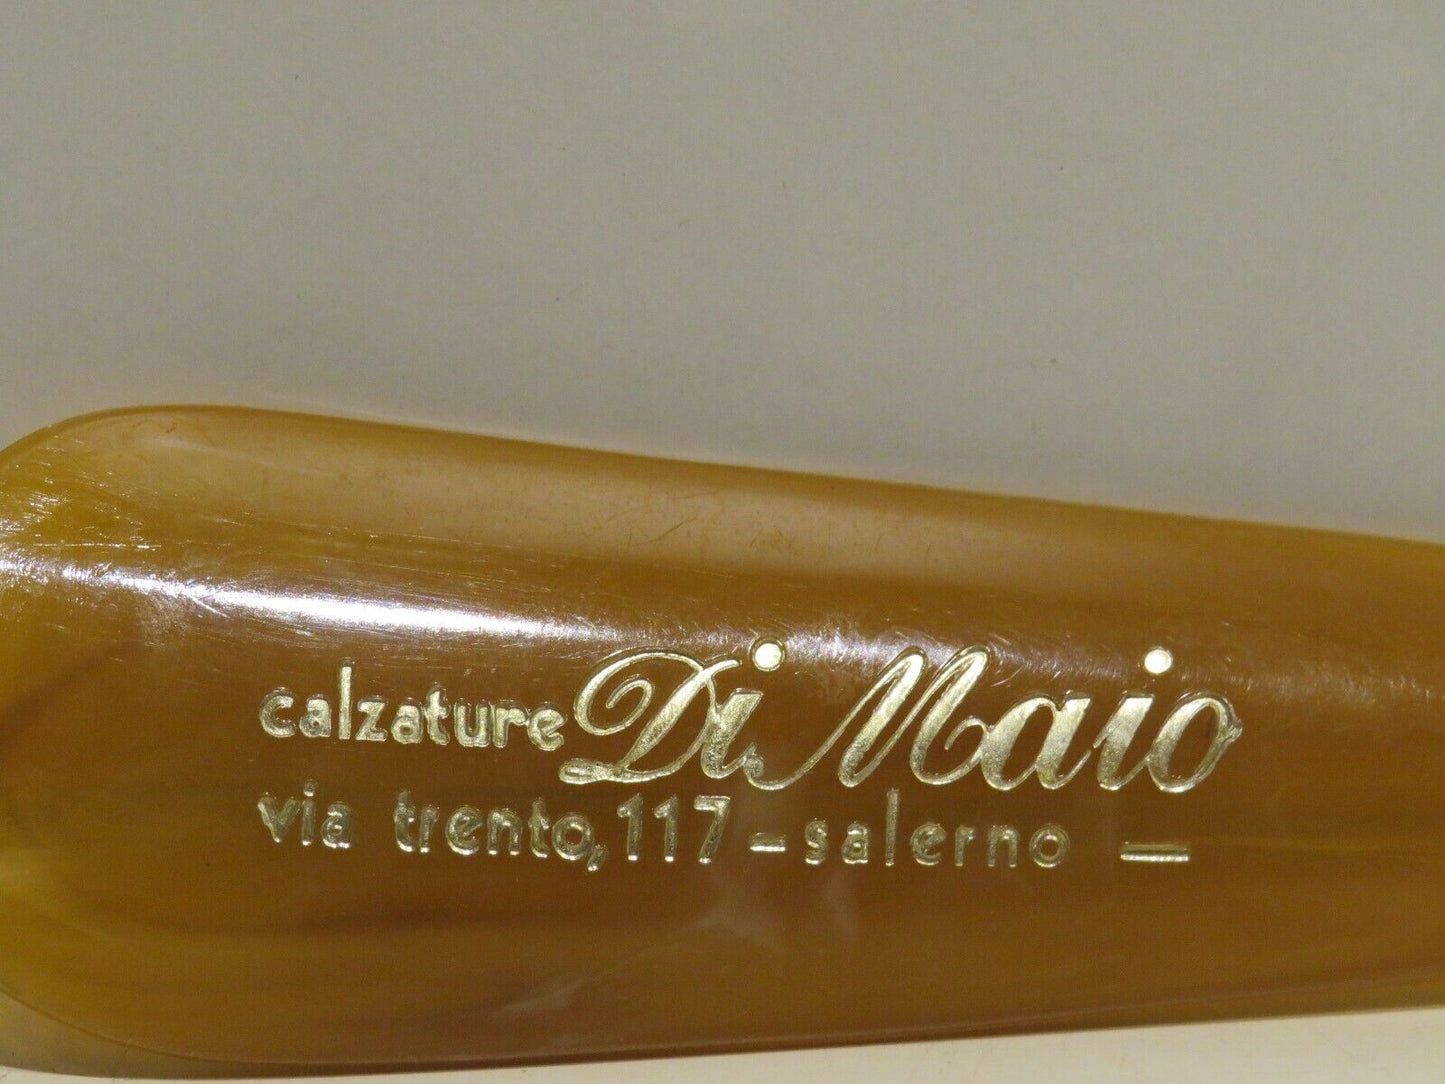 calzature Di Maio
via trento, 117 - salerno —